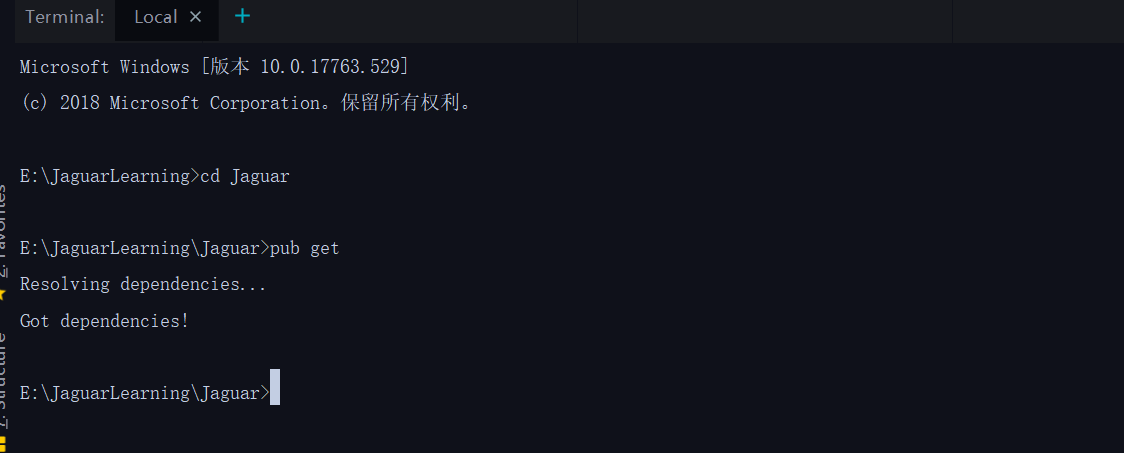 Terminal: Local × +
Microsoft Windows [版本 10.0.17763.529]
(c) 2018 Microsoft Corporation。保留所有权利。
E:\JaguarLearning>cd Jaguar
E:\JaguarLearning\Jaguar>pub get
Resolving dependencies...
Got dependencies!
E:\JaguarLearning\Jaguar>
2: Favorites
7: Structure